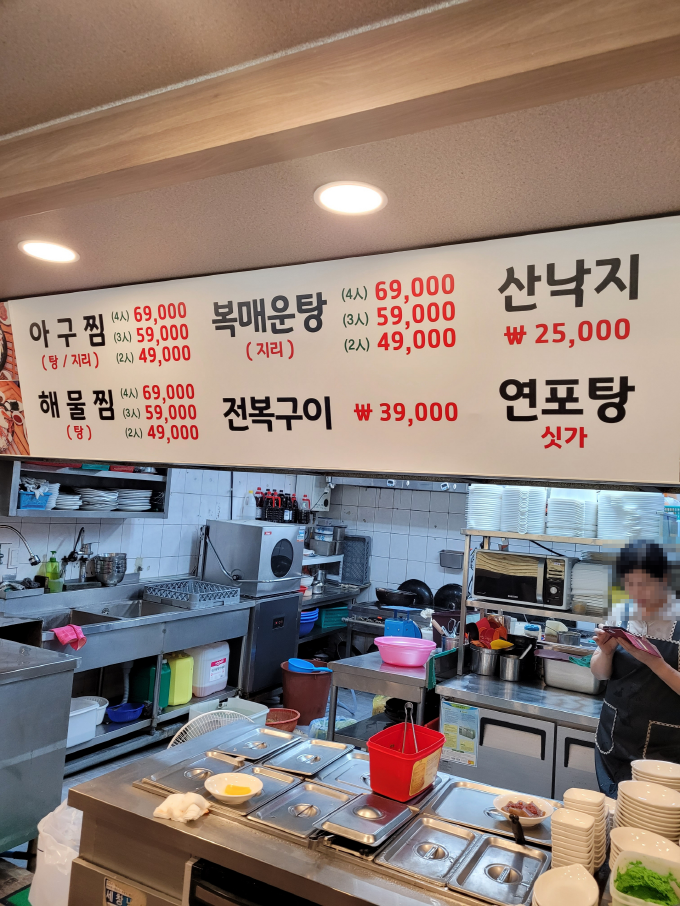 아구찜 (4人) 69,000
(탕/지리) (3人) 59,000
(2人) 49,000
해물찜 (4人) 69,000
(탕) (3人) 59,000
(2人) 49,000
복매운탕 (4人) 69,000
(지리) (3人) 59,000
(2人) 49,000
전복구이 ₩ 39,000
산낙지
₩ 25,000
연포탕
싯가